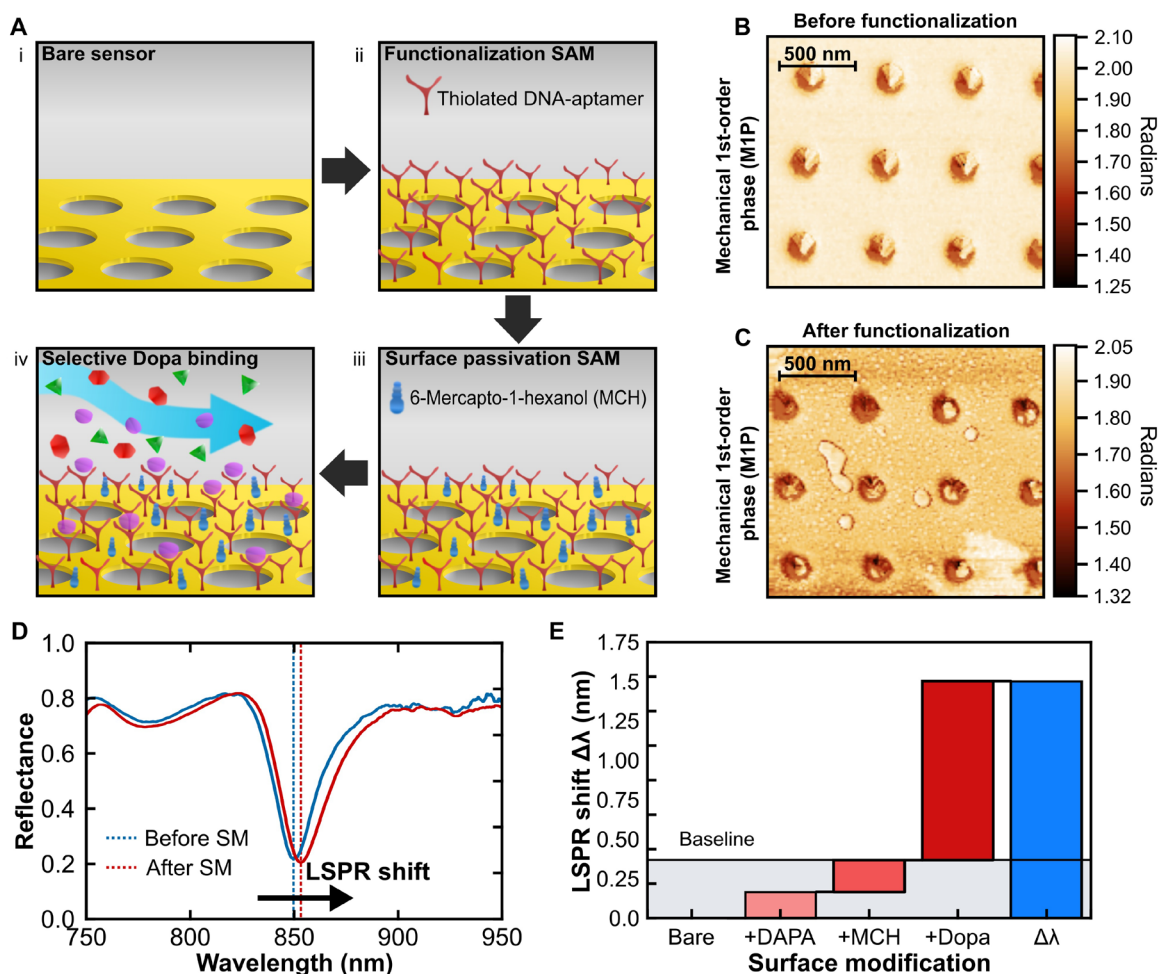 A
i
Bare sensor
ii
Functionalization SAM
Thiolated DNA-aptamer
iv
Selective Dopa binding
iii
Surface passivation SAM
6-Mercapto-1-hexanol (MCH)
B
Before functionalization
Mechanical 1st-order
phase (M1P)
500 nm
2.10
2.00
1.90
1.80
1.70
1.60
1.50
1.40
1.25
Radians
C
After functionalization
Mechanical 1st-order
phase (M1P)
500 nm
2.05
1.90
1.80
1.70
1.60
1.50
1.40
1.32
Radians
D
Reflectance
1.0
0.8
0.6
0.4
0.2
0.0
Before SM
After SM
LSPR shift
750
800
850
900
950
Wavelength (nm)
E
LSPR shift Δλ (nm)
1.75
1.5
1.25
1.00
0.75
0.50
0.25
0.0
Baseline
Bare
+DAPA
+MCH
+Dopa
Δλ
Surface modification